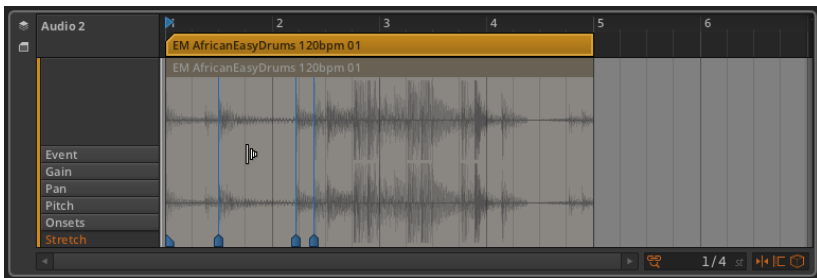 Audio 2
2 3 4 5 6
EM AfricanEasyDrums 120bpm 01
EM AfricanEasyDrums 120bpm 01
Event
Gain
Pan
Pitch
Onsets
Stretch
1/4 st